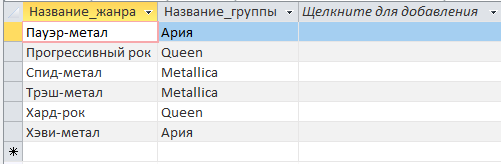 Название_жанра Название_группы Щелкните для добавления
Пауэр-метал Ария
Прогрессивный рок Queen
Спид-метал Metallica
Трэш-метал Metallica
Хард-рок Queen
Хэви-метал Ария